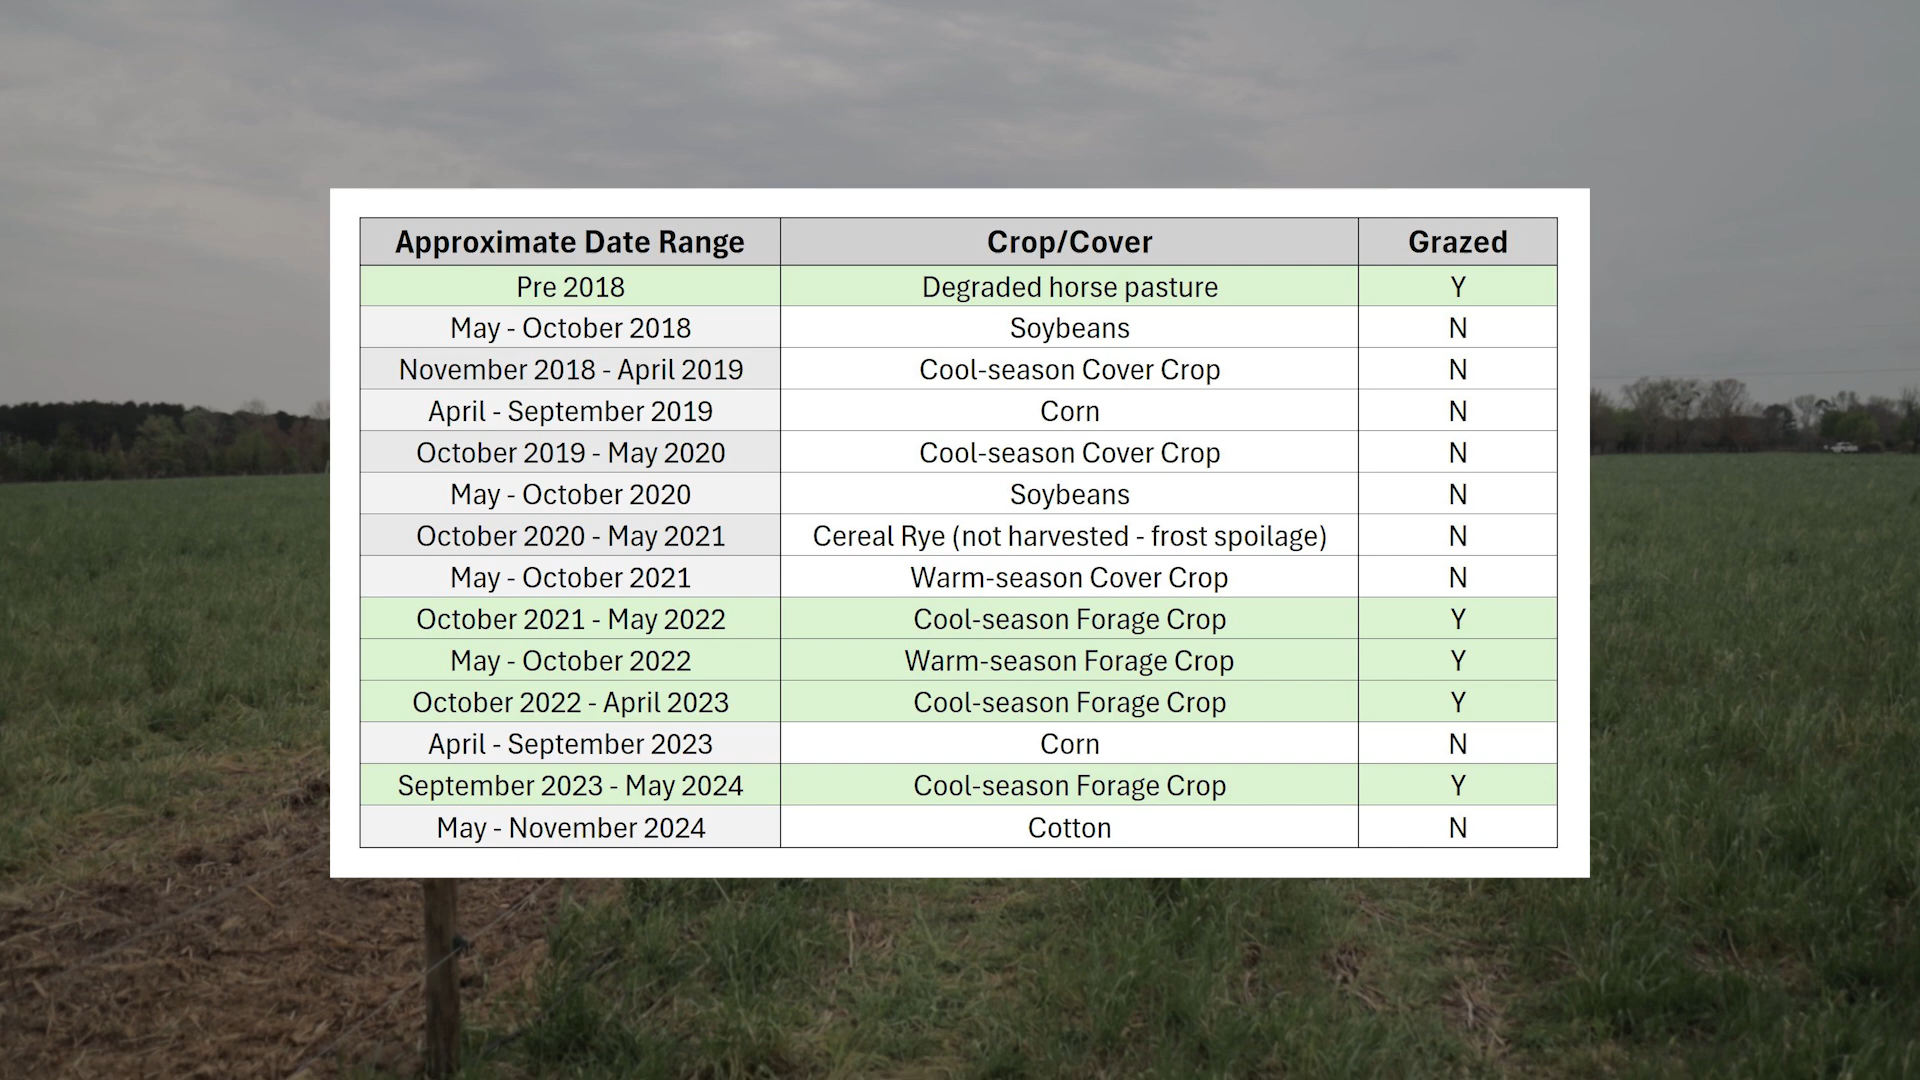 Approximate Date Range Crop/Cover Grazed
Pre 2018 Degraded horse pasture Y
May - October 2018 Soybeans N
November 2018 - April 2019 Cool-season Cover Crop N
April - September 2019 Corn N
October 2019 - May 2020 Cool-season Cover Crop N
May - October 2020 Soybeans N
October 2020 - May 2021 Cereal Rye (not harvested - frost spoilage) N
May - October 2021 Warm-season Cover Crop N
October 2021 - May 2022 Cool-season Forage Crop Y
May - October 2022 Warm-season Forage Crop Y
October 2022 - April 2023 Cool-season Forage Crop Y
April - September 2023 Corn N
September 2023 - May 2024 Cool-season Forage Crop Y
May - November 2024 Cotton N